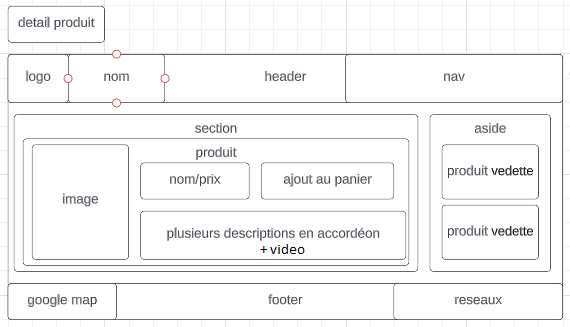 detail produit
logo
nom
header
nav
section
aside
produit
image
nom/prix
ajout au panier
plusieurs descriptions en accordéon
+ video
produit vedette
produit vedette
google map
footer
reseaux